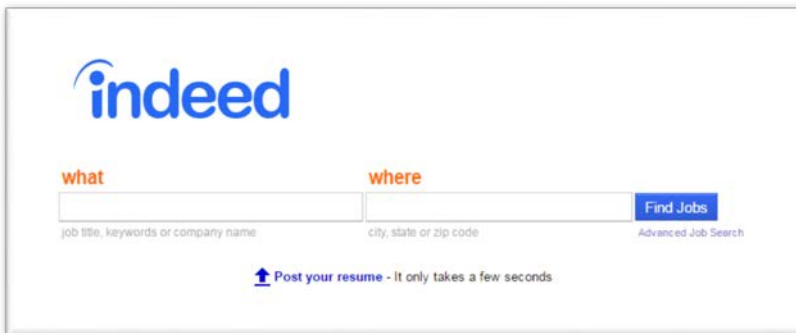 indeed
what where
Find Jobs
job title, keywords or company name city, state or zip code Advanced Job Search
Post your resume - It only takes a few seconds